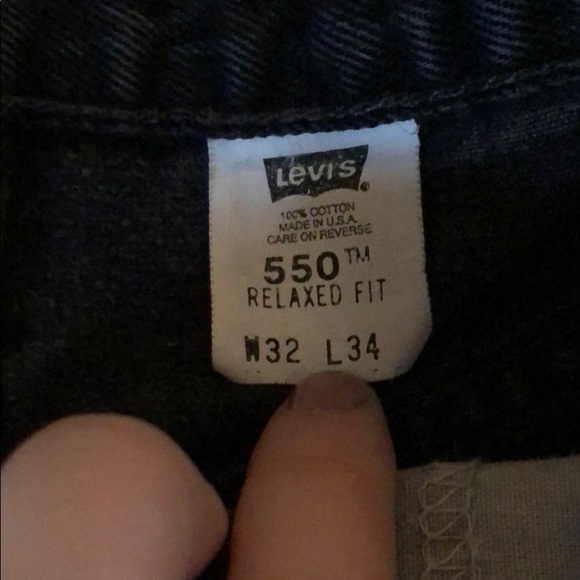 Levi's®
100% COTTON
MADE IN U.S.A.
CARE ON REVERSE
550™
RELAXED FIT
W32 L34